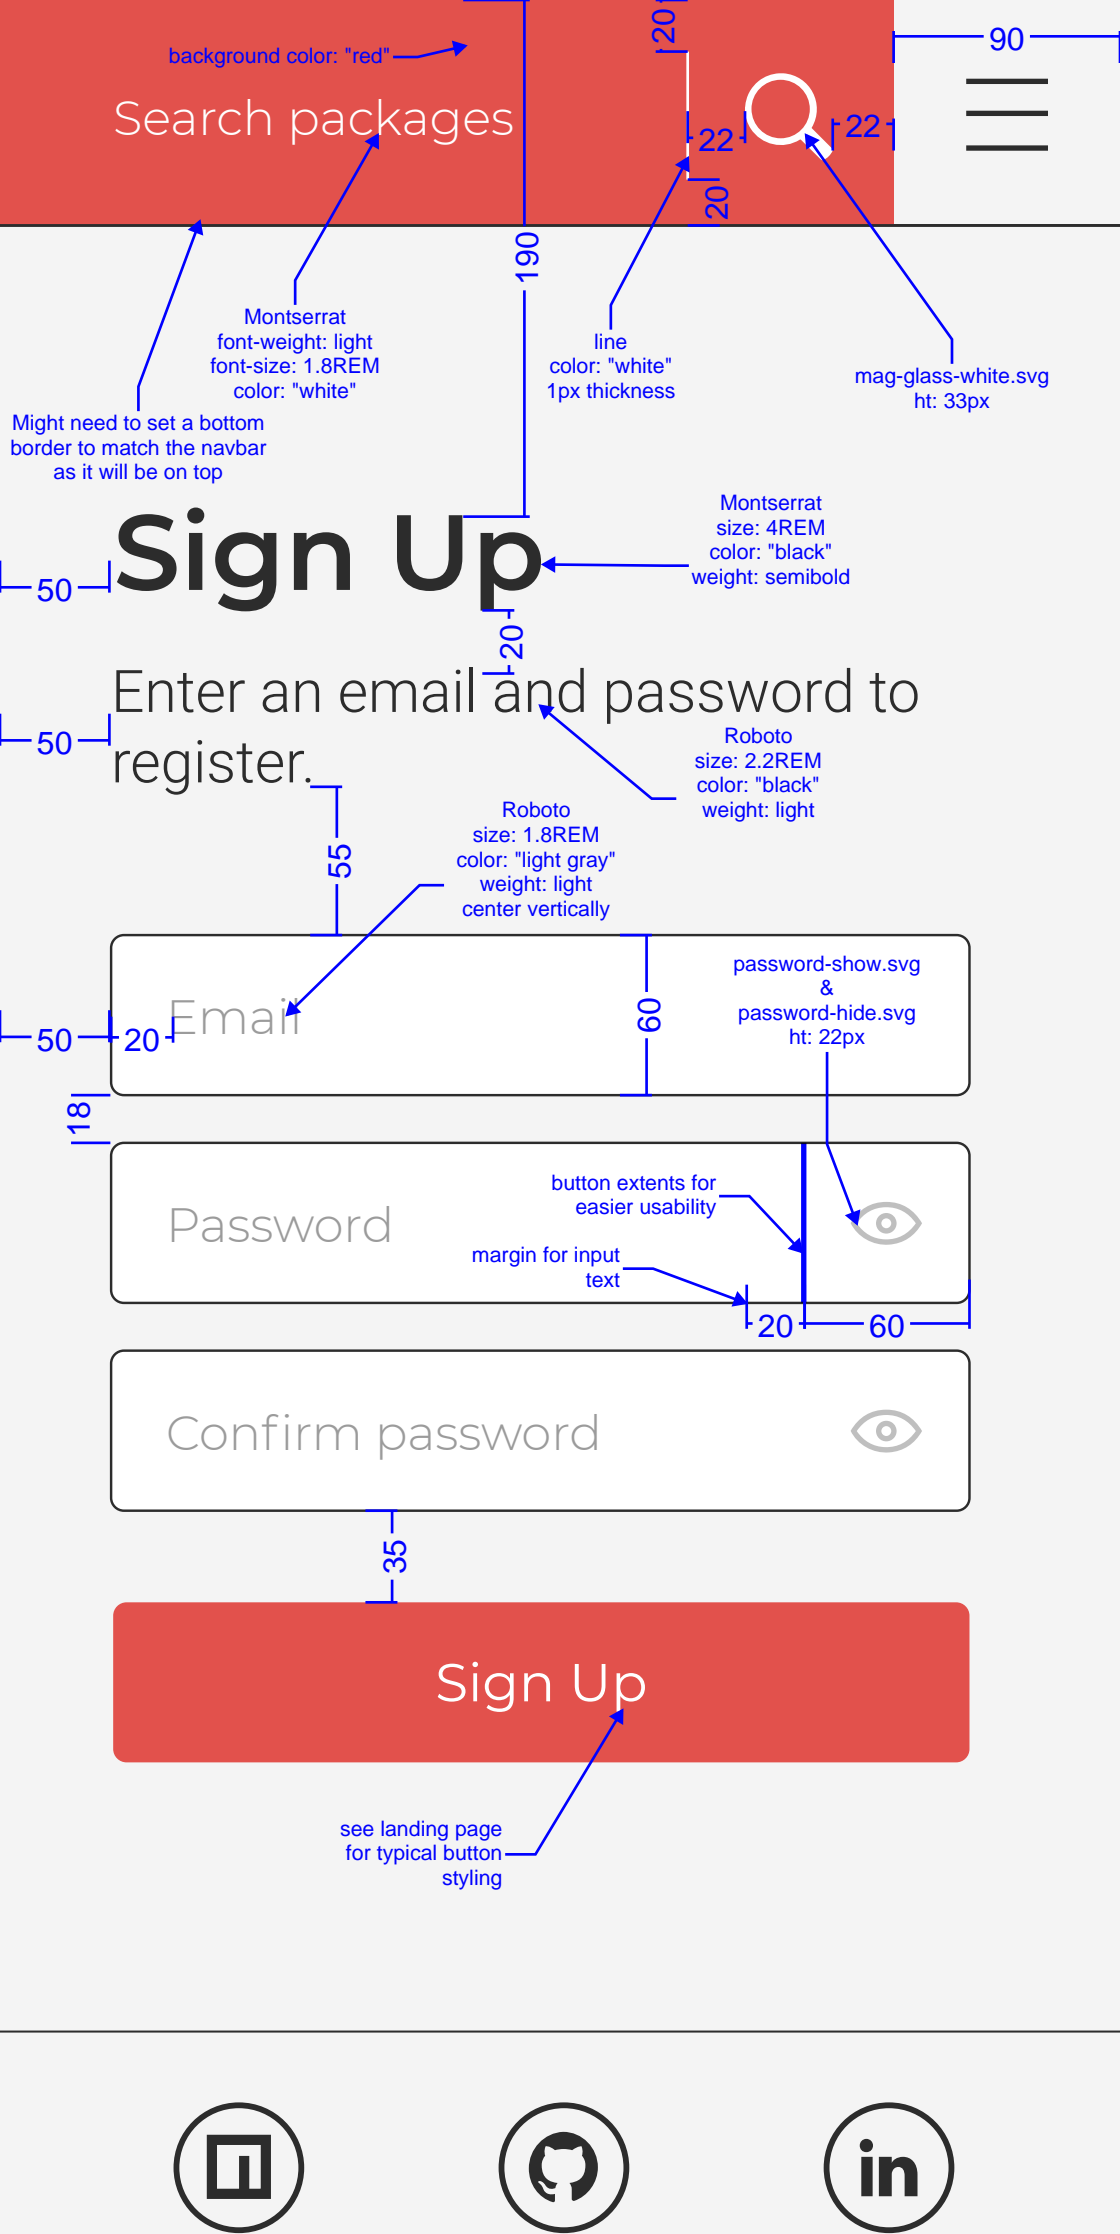 background color: "red"
20
90
Search packages
22
22
20
190
Montserrat
font-weight: light
font-size: 1.8REM
color: "white"
line
color: "white"
1px thickness
mag-glass-white.svg
ht: 33px
Might need to set a bottom
border to match the navbar
as it will be on top
Sign Up
Montserrat
size: 4REM
color: "black"
weight: semibold
50
20
Enter an email and password to
register.
50
Roboto
size: 2.2REM
color: "black"
weight: light
55
Roboto
size: 1.8REM
color: "light gray"
weight: light
center vertically
Email
50
20
60
password-show.svg
&
password-hide.svg
ht: 22px
18
Password
button extents for
easier usability
margin for input
text
20
60
Confirm password
35
Sign Up
see landing page
for typical button
styling
in